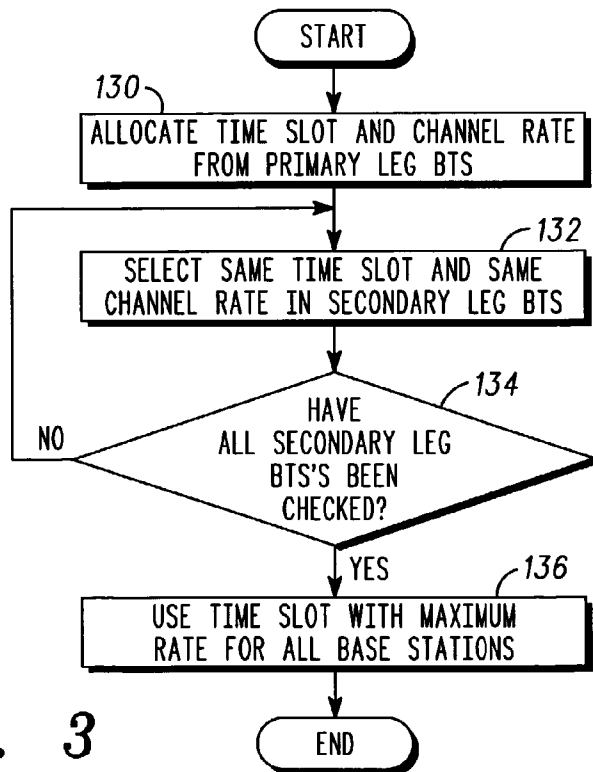 START
130
ALLOCATE TIME SLOT AND CHANNEL RATE
FROM PRIMARY LEG BTS
132
SELECT SAME TIME SLOT AND SAME
CHANNEL RATE IN SECONDARY LEG BTS
134
HAVE
ALL SECONDARY LEG
BTS'S BEEN
CHECKED?
NO
YES
136
USE TIME SLOT WITH MAXIMUM
RATE FOR ALL BASE STATIONS
END
. 3